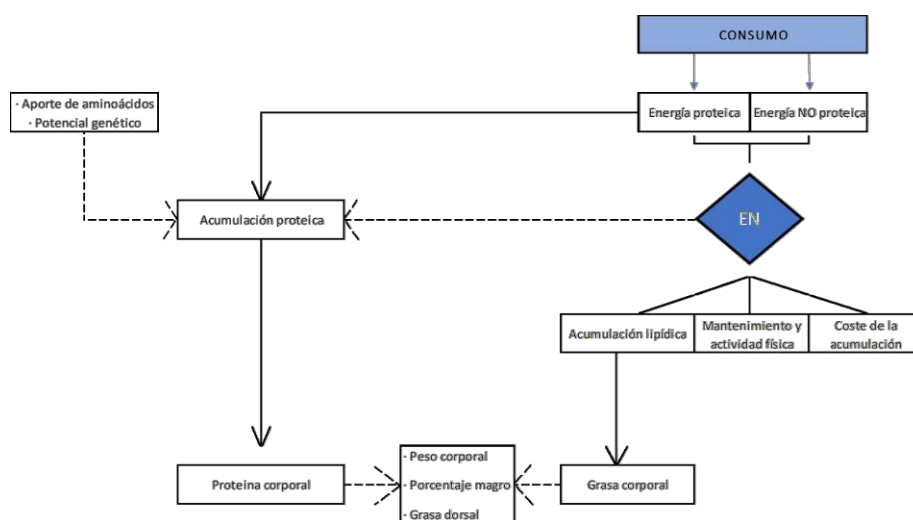 CONSUMO
· Aporte de aminoácidos
· Potencial genético
Energía proteica
Energía NO proteica
Acumulación proteica
EN
Acumulación lipídica
Mantenimiento y
actividad física
Coste de la
acumulación
Proteina corporal
· Peso corporal
· Porcentaje magro
· Grasa dorsal
Grasa corporal